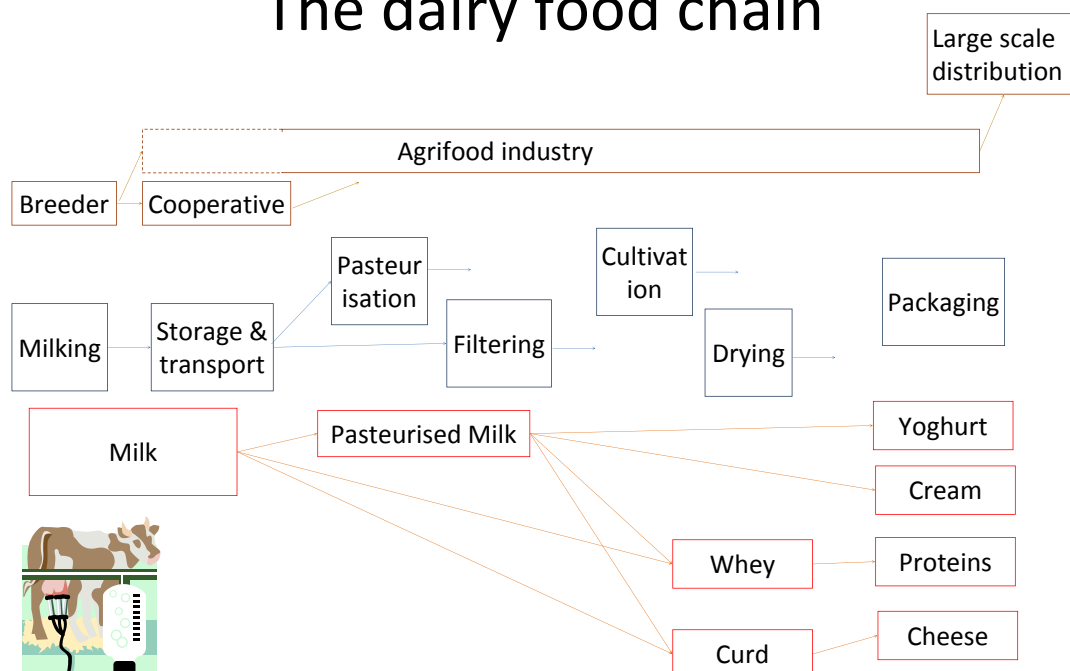 The dairy food chain
Large scale
distribution
Agrifood industry
Breeder
Cooperative
Pasteur
isation
Cultivat
ion
Packaging
Milking
Storage &
transport
Filtering
Drying
Milk
Pasteurised Milk
Yoghurt
Cream
Whey
Proteins
Curd
Cheese